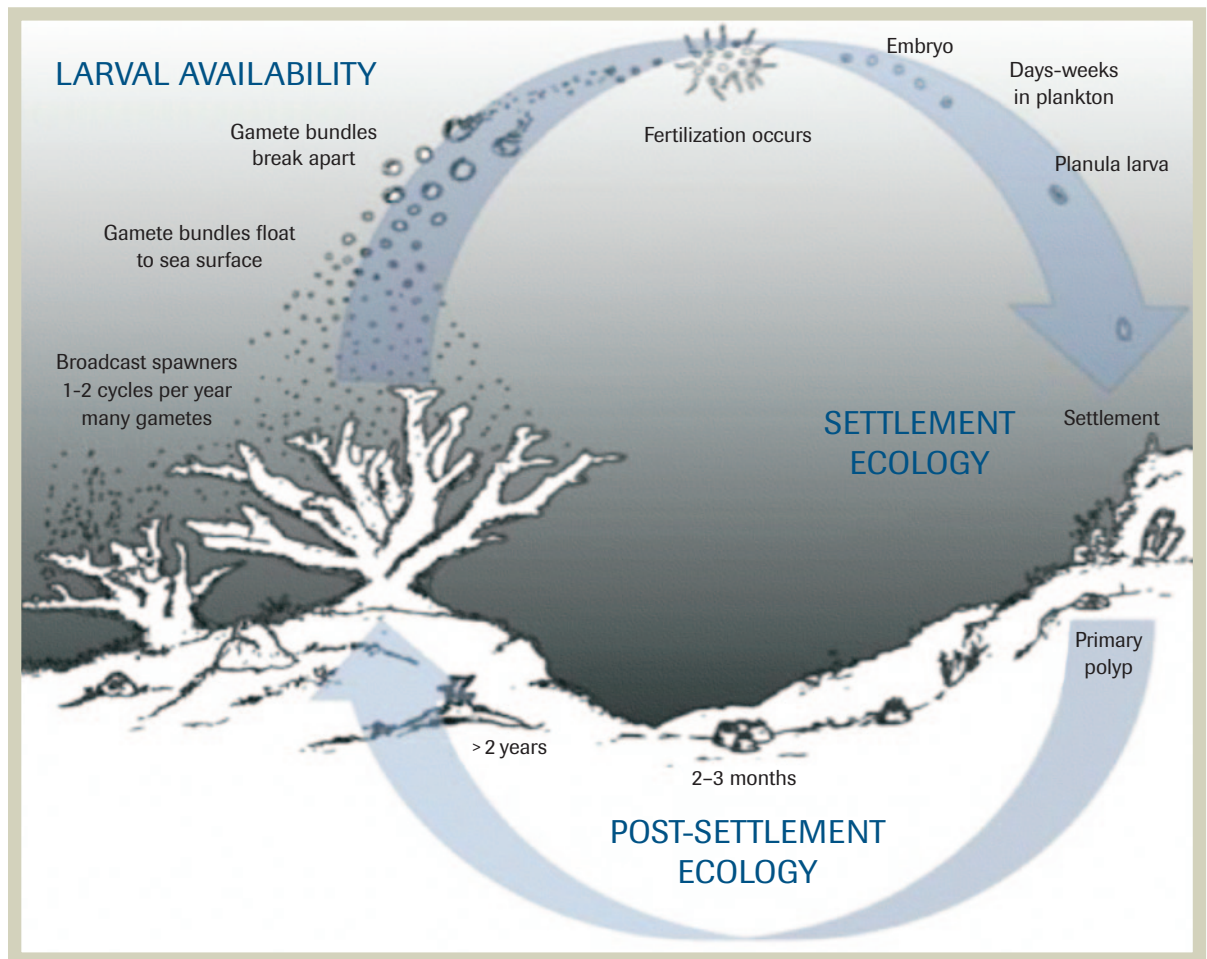 LARVAL AVAILABILITY
Gamete bundles
break apart
Gamete bundles float
to sea surface
Broadcast spawners
1-2 cycles per year
many gametes
Fertilization occurs
Embryo
Days-weeks
in plankton
Planula larva
SETTLEMENT
ECOLOGY
Settlement
Primary
polyp
2–3 months
> 2 years
POST-SETTLEMENT
ECOLOGY